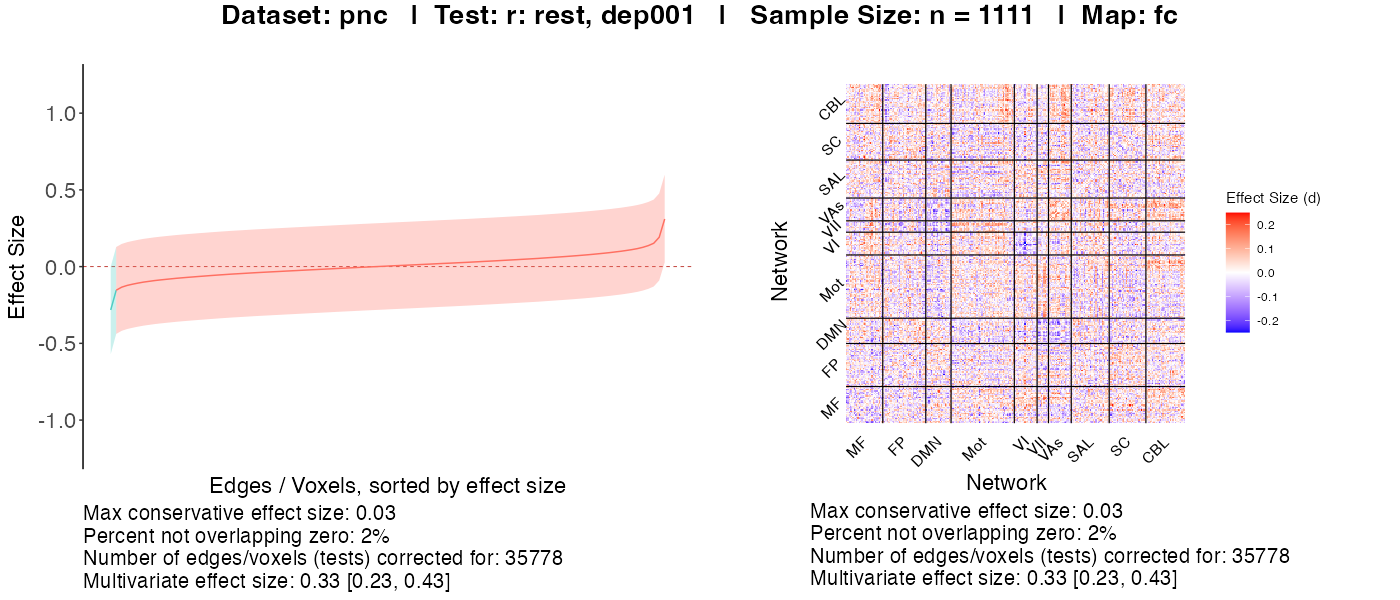 Dataset: pnc | Test: r: rest, dep001 | Sample Size: n = 1111 | Map: fc
Effect Size
1.0
0.5
0.0
-0.5
-1.0
Edges / Voxels, sorted by effect size
Max conservative effect size: 0.03
Percent not overlapping zero: 2%
Number of edges/voxels (tests) corrected for: 35778
Multivariate effect size: 0.33 [0.23, 0.43]
Network
CBL
SC
SAL
VAs
VII
VI
Mot
DMN
FP
MF
MF
FP
DMN
Mot
VI
VII
VAs
SAL
SC
CBL
Network
Effect Size (d)
0.2
0.1
0.0
-0.1
-0.2
Max conservative effect size: 0.03
Percent not overlapping zero: 2%
Number of edges/voxels (tests) corrected for: 35778
Multivariate effect size: 0.33 [0.23, 0.43]